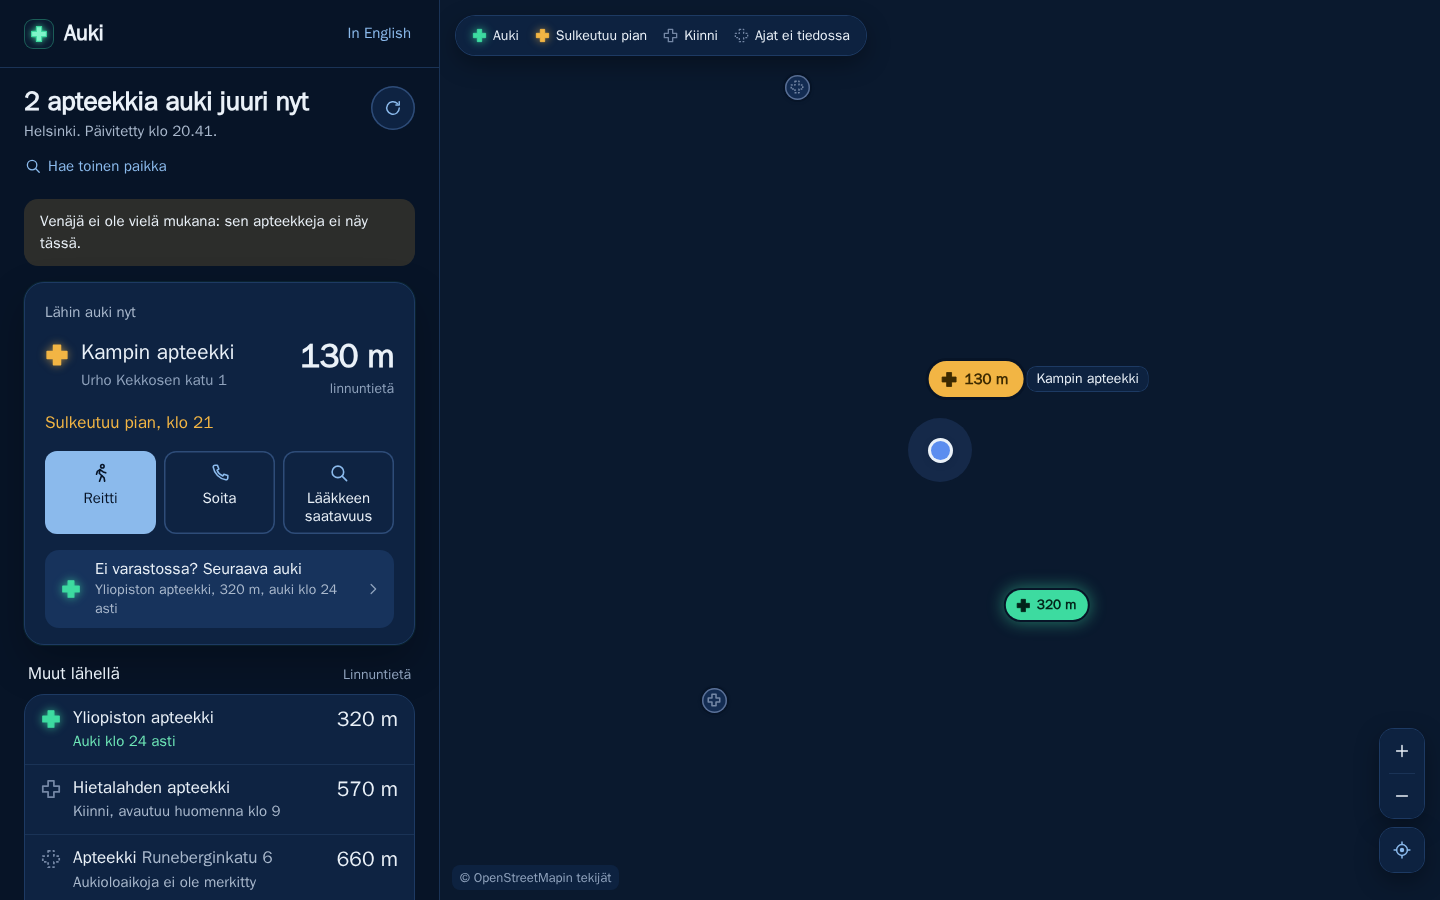 Auki
In English
2 apteekkia auki juuri nyt
Helsinki. Päivitetty klo 20.41.
Hae toinen paikka
Venäjä ei ole vielä mukana: sen apteekkeja ei näy
tässä.
Lähin auki nyt
Kampin apteekki
130 m
Urho Kekkosen katu 1
linnuntietä
Sulkeutuu pian, klo 21
Reitti
Soita
Lääkkeen
saatavuus
Ei varastossa? Seuraava auki
Yliopiston apteekki, 320 m, auki klo 24
asti
Muut lähellä
Linnuntietä
Yliopiston apteekki
320 m
Auki klo 24 asti
Hietalahden apteekki
570 m
Kiinni, avautuu huomenna klo 9
Apteekki Runeberginkatu 6
660 m
Aukioloaikoja ei ole merkitty
Auki
Sulkeutuu pian
Kiinni
Ajat ei tiedossa
130 m
Kampin apteekki
320 m
© OpenStreetMapin tekijät